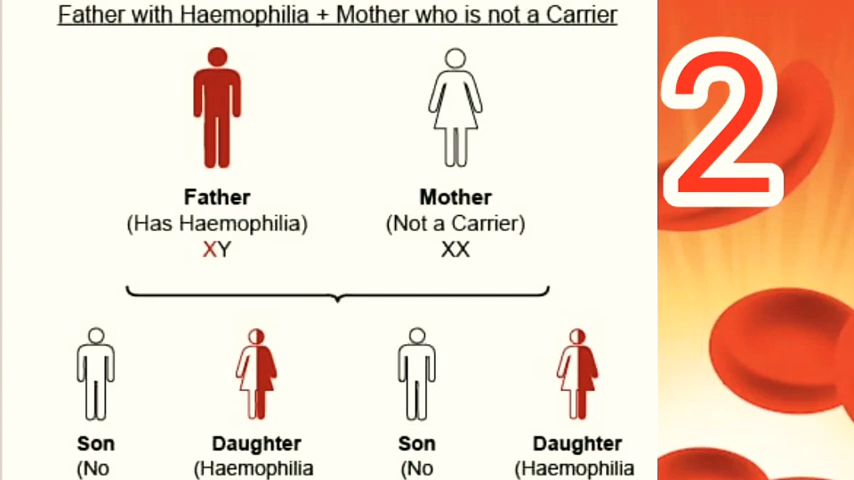 Father with Haemophilia + Mother who is not a Carrier
2
Father
(Has Haemophilia)
XY
Mother
(Not a Carrier)
XX
Son
(No
Daughter
(Haemophilia
Son
(No
Daughter
(Haemophilia